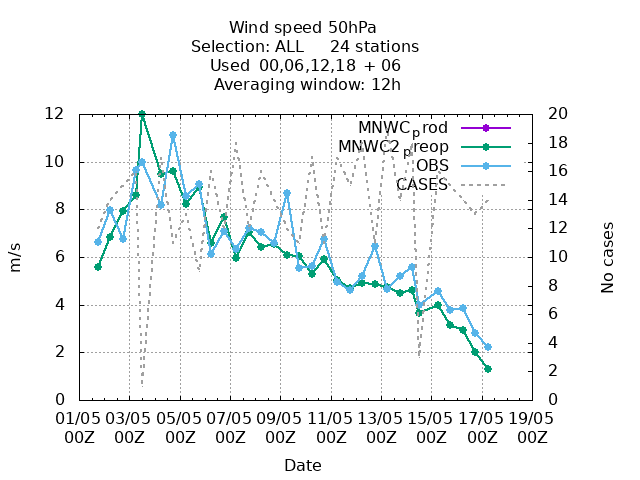 Wind speed 50hPa
Selection: ALL 24 stations
Used 00,06,12,18 + 06
Averaging window: 12h
12 20
MNWCprod
18
MNWC2preop
10 OBS 16
CASES
14
8
12
m/s
6 10
No cases
8
4
6
4
2
2
0 0
01/05 03/05 05/05 07/05 09/05 11/05 13/05 15/05 17/05 19/05
00Z 00Z 00Z 00Z 00Z 00Z 00Z 00Z 00Z 00Z
Date